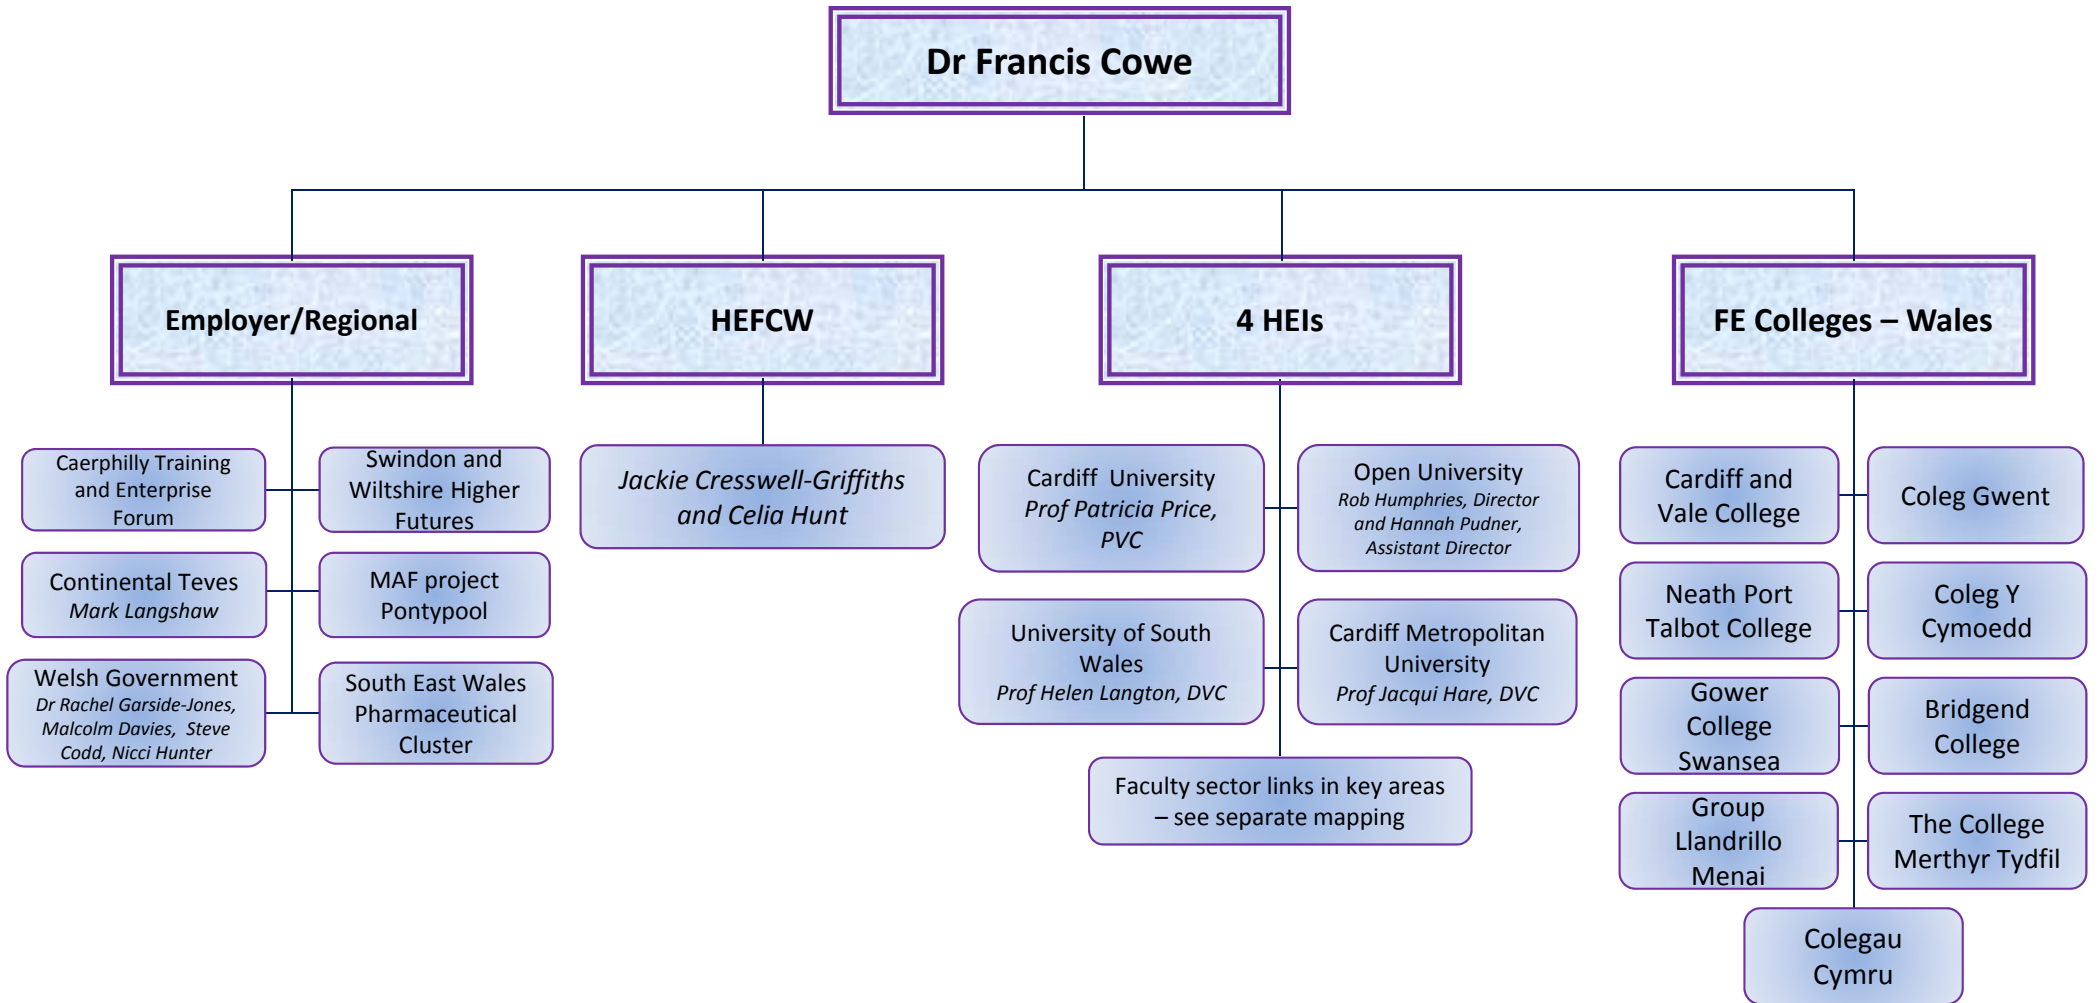 Dr Francis Cowe
Employer/Regional
HEFCW
4 HEIs
FE Colleges – Wales
Caerphilly Training
and Enterprise
Forum
Swindon and
Wiltshire Higher
Futures
Continental Teves
Mark Langshaw
MAF project
Pontypool
Welsh Government
Dr Rachel Garside-Jones,
Malcolm Davies, Steve
Codd, Nicci Hunter
South East Wales
Pharmaceutical
Cluster
Jackie Cresswell-Griffiths
and Celia Hunt
Cardiff University
Prof Patricia Price,
PVC
Open University
Rob Humphries, Director
and Hannah Pudner,
Assistant Director
University of South
Wales
Prof Helen Langton, DVC
Cardiff Metropolitan
University
Prof Jacqui Hare, DVC
Faculty sector links in key areas
– see separate mapping
Cardiff and
Vale College
Coleg Gwent
Neath Port
Talbot College
Coleg Y
Cymoedd
Gower
College
Swansea
Bridgend
College
Group
Llandrillo
Menai
The College
Merthyr Tydfil
Colegau
Cymru